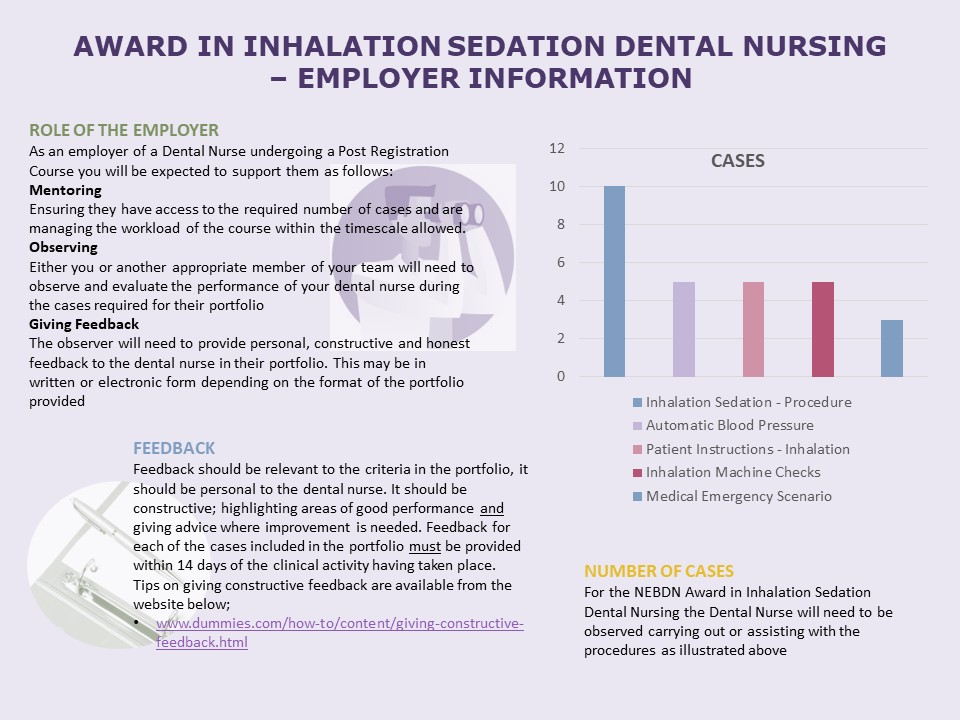 AWARD IN INHALATION SEDATION DENTAL NURSING
– EMPLOYER INFORMATION
ROLE OF THE EMPLOYER
As an employer of a Dental Nurse undergoing a Post Registration
Course you will be expected to support them as follows:
Mentoring
Ensuring they have access to the required number of cases and are
managing the workload of the course within the timescale allowed.
Observing
Either you or another appropriate member of your team will need to
observe and evaluate the performance of your dental nurse during
the cases required for their portfolio
Giving Feedback
The observer will need to provide personal, constructive and honest
feedback to the dental nurse in their portfolio. This may be in
written or electronic form depending on the format of the portfolio
provided
FEEDBACK
Feedback should be relevant to the criteria in the portfolio, it
should be personal to the dental nurse. It should be
constructive; highlighting areas of good performance and
giving advice where improvement is needed. Feedback for
each of the cases included in the portfolio must be provided
within 14 days of the clinical activity having taken place.
Tips on giving constructive feedback are available from the
website below;
• www.dummies.com/how-to/content/giving-constructive-
feedback.html
CASES
12
10
8
6
4
2
0
Inhalation Sedation - Procedure
Automatic Blood Pressure
Patient Instructions - Inhalation
Inhalation Machine Checks
Medical Emergency Scenario
NUMBER OF CASES
For the NEBDN Award in Inhalation Sedation
Dental Nursing the Dental Nurse will need to be
observed carrying out or assisting with the
procedures as illustrated above